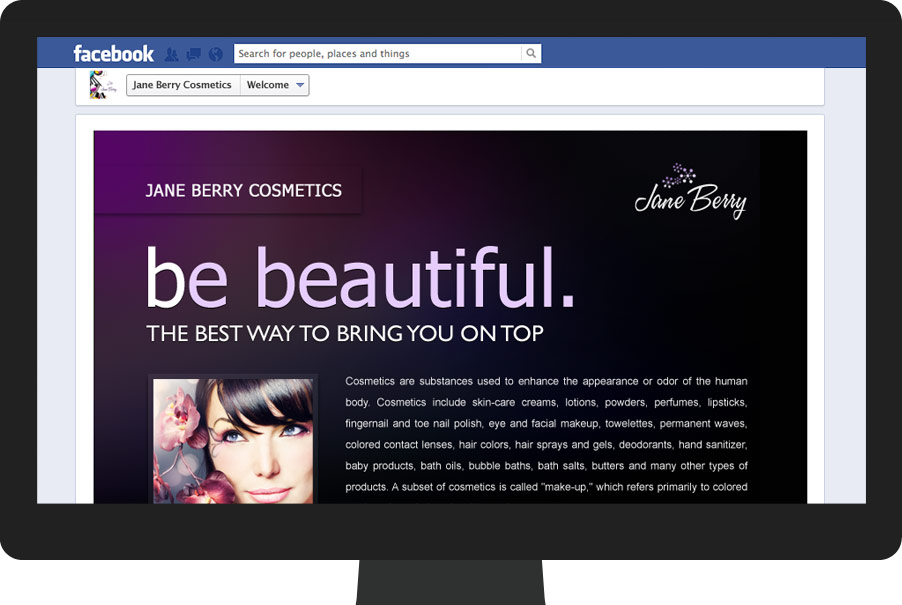 facebook
Search for people, places and things
Jane Berry Cosmetics Welcome
JANE BERRY COSMETICS
Jane Berry
be beautiful.
THE BEST WAY TO BRING YOU ON TOP
Cosmetics are substances used to enhance the appearance or odor of the human
body. Cosmetics include skin-care creams, lotions, powders, perfumes, lipsticks,
fingernail and toe nail polish, eye and facial makeup, towelettes, permanent waves,
colored contact lenses, hair colors, hair sprays and gels, deodorants, hand sanitizer,
baby products, bath oils, bubble baths, bath salts, butters and many other types of
products. A subset of cosmetics is called "make-up," which refers primarily to colored